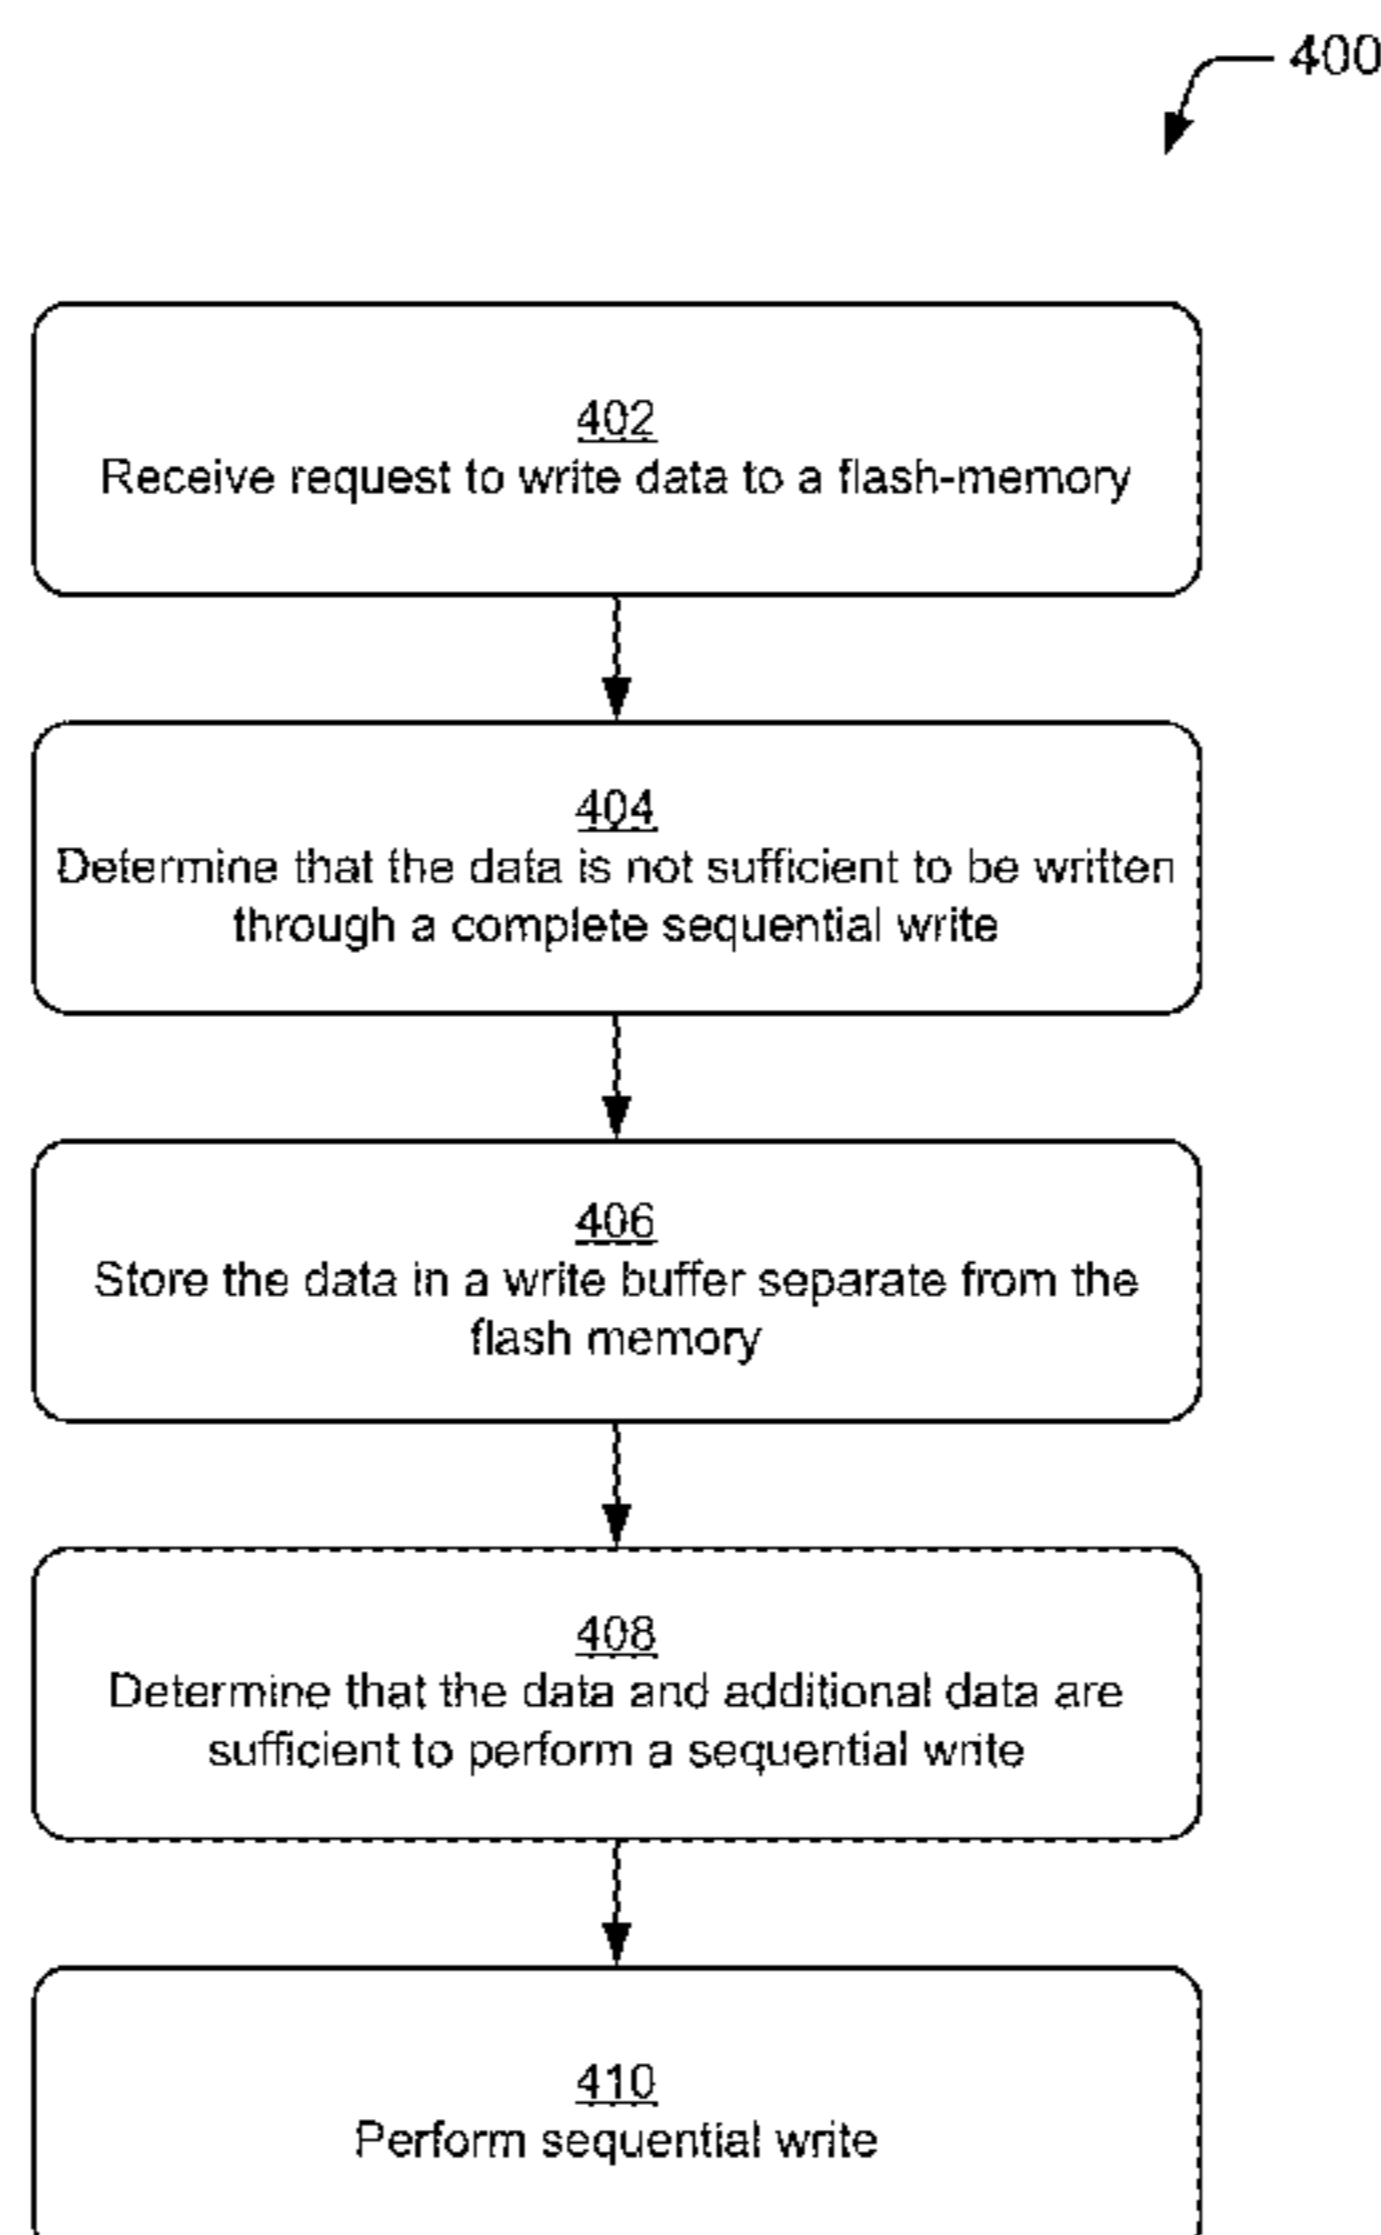 400
402
Receive request to write data to a flash-memory
404
Determine that the data is not sufficient to be written
through a complete sequential write
406
Store the data in a write buffer separate from the
flash memory
408
Determine that the data and additional data are
sufficient to perform a sequential write
410
Perform sequential write